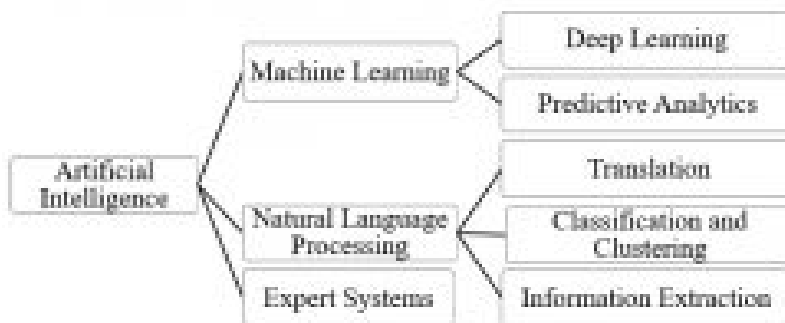 Deep Learning
Machine Learning
Predictive Analytics
Artificial
Intelligence
Translation
Natural Language
Processing
Classification and
Clustering
Expert Systems
Information Extraction